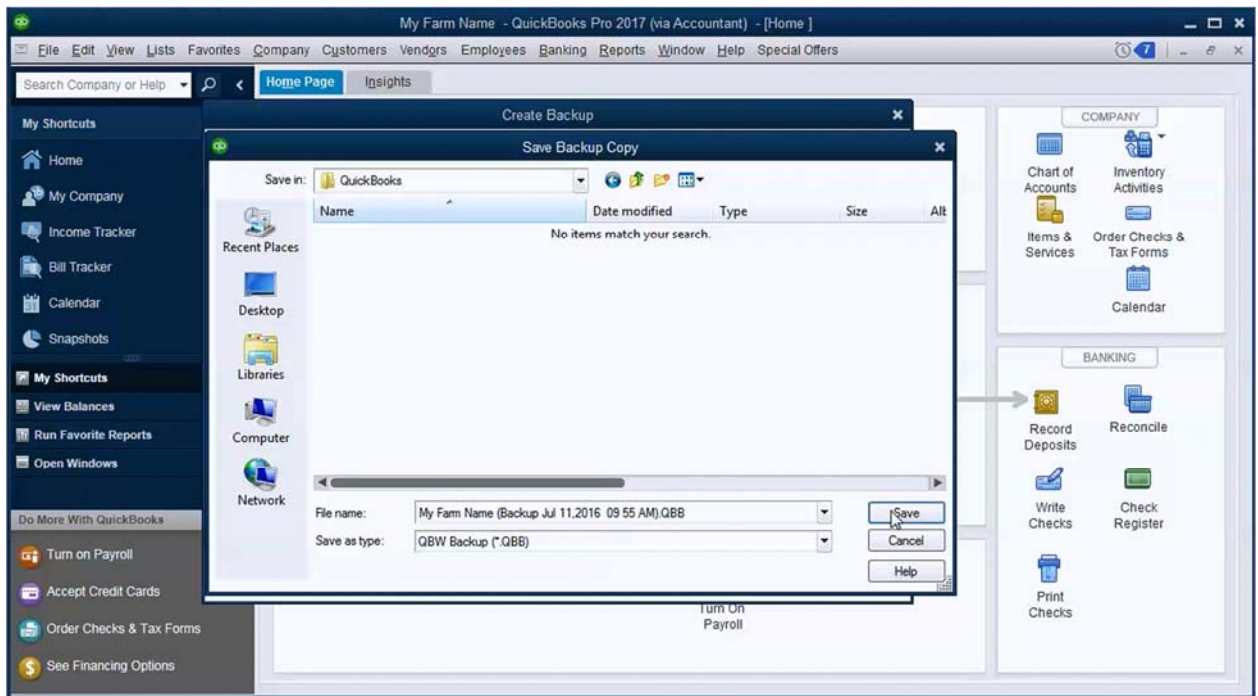 My Farm Name - QuickBooks Pro 2017 (via Accountant) - [Home ]
File Edit View Lists Favorites Company Customers Vendors Employees Banking Reports Window Help Special Offers
7
Search Company or Help
Home Page
Insights
My Shortcuts
Home
My Company
Income Tracker
Bill Tracker
Calendar
Snapshots
My Shortcuts
View Balances
Run Favorite Reports
Open Windows
Do More With QuickBooks
Turn on Payroll
Accept Credit Cards
Order Checks & Tax Forms
See Financing Options
Create Backup
Save Backup Copy
Save in: QuickBooks
Name Date modified Type Size Alt
No items match your search.
Recent Places
Desktop
Libraries
Computer
Network
File name: My Farm Name (Backup Jul 11,2016 09 55 AM).QBB
Save
Save as type: QBW Backup (*.QBB)
Cancel
Help
Turn On
Payroll
COMPANY
Chart of
Accounts
Inventory
Activities
Items &
Services
Order Checks &
Tax Forms
Calendar
BANKING
Record
Deposits
Reconcile
Write
Checks
Check
Register
Print
Checks